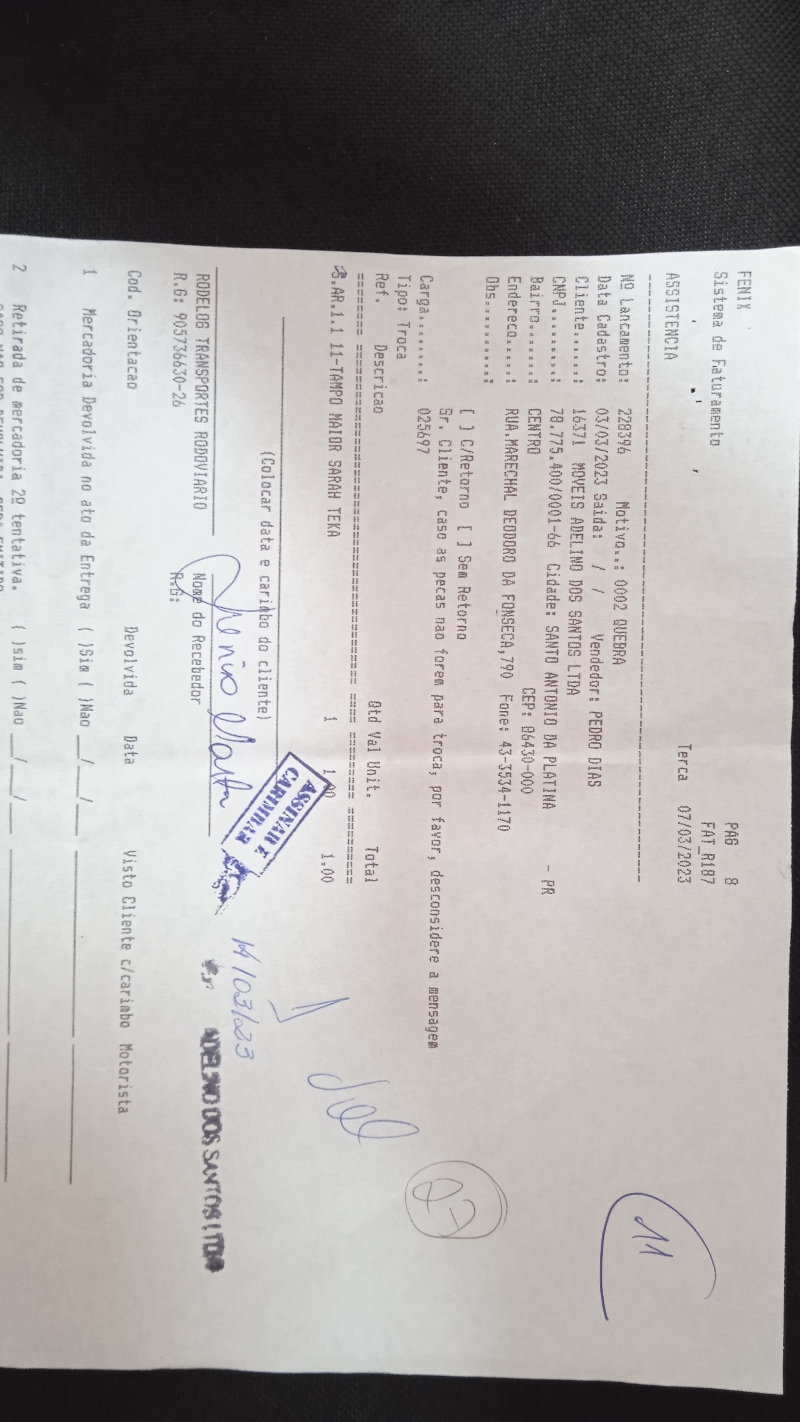 FENIX PAG 8
Sistema de Faturamento FAT_R187
ASSISTENCIA Terca 07/03/2023
Nº Lancamento: 228396 Motivo..: 0002 QUEBRA
Data Cadastro: 03/03/2023 Saida: / / Vendedor: PEDRO DIAS
Cliente......: 16371 MOVEIS ADELINO DOS SANTOS LTDA
CNPJ.........: 78.775.400/0001-66 Cidade: SANTO ANTONIO DA PLATINA - PR
Bairro.......: CENTRO CEP: 86430-000
Endereco.....: RUA.MARECHAL DEODORO DA FONSECA,790 Fone: 43-3534-1170
Obs..........:
[ ] C/Retorno [ ] Sem Retorno
Sr. Cliente, caso as pecas nao forem para troca, por favor, desconsidere a mensagem
Carga........: 025697
Tipo: Troca
Ref. Descricao Qtd Val Unit. Total
.AR.1.1 11-TAMPO MAIOR SARAH TEKA 1 1,00 1,00
(Colocar data e carimbo do cliente)
ASSINAR E
CARIMBAR
14/03/23
RODELOG TRANSPORTES RODOVIARIO Nome do Recebedor
R.G: 905736630-26 R.G:
ADELINO DOS SANTOS LTDA
Cod. Orientacao Devolvida Data Visto Cliente c/carimbo Motorista
1 Mercadoria Devolvida no ato da Entrega ( )Sim ( )Nao __/__/__
2 Retirada de mercadoria 2º tentativa. ( )sim ( )Nao __/__/__
11
27